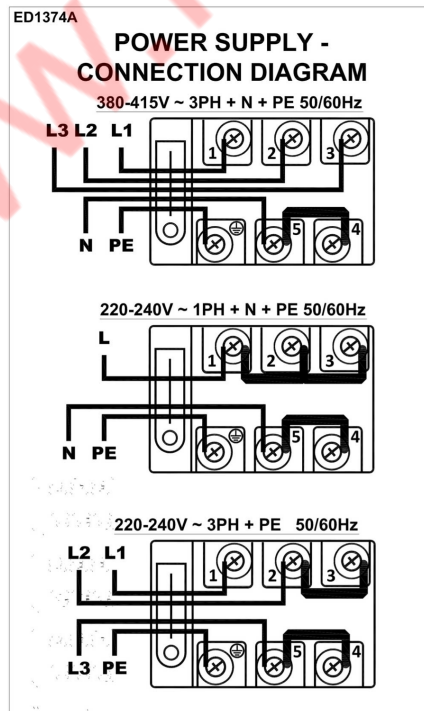 ED1374A
POWER SUPPLY -
CONNECTION DIAGRAM
380-415V ~ 3PH + N + PE 50/60Hz
L3 L2 L1
1 2 3
N PE
5 4
220-240V ~ 1PH + N + PE 50/60Hz
L
1 2 3
N PE
5 4
220-240V ~ 3PH + PE 50/60Hz
L2 L1
1 2 3
L3 PE
5 4